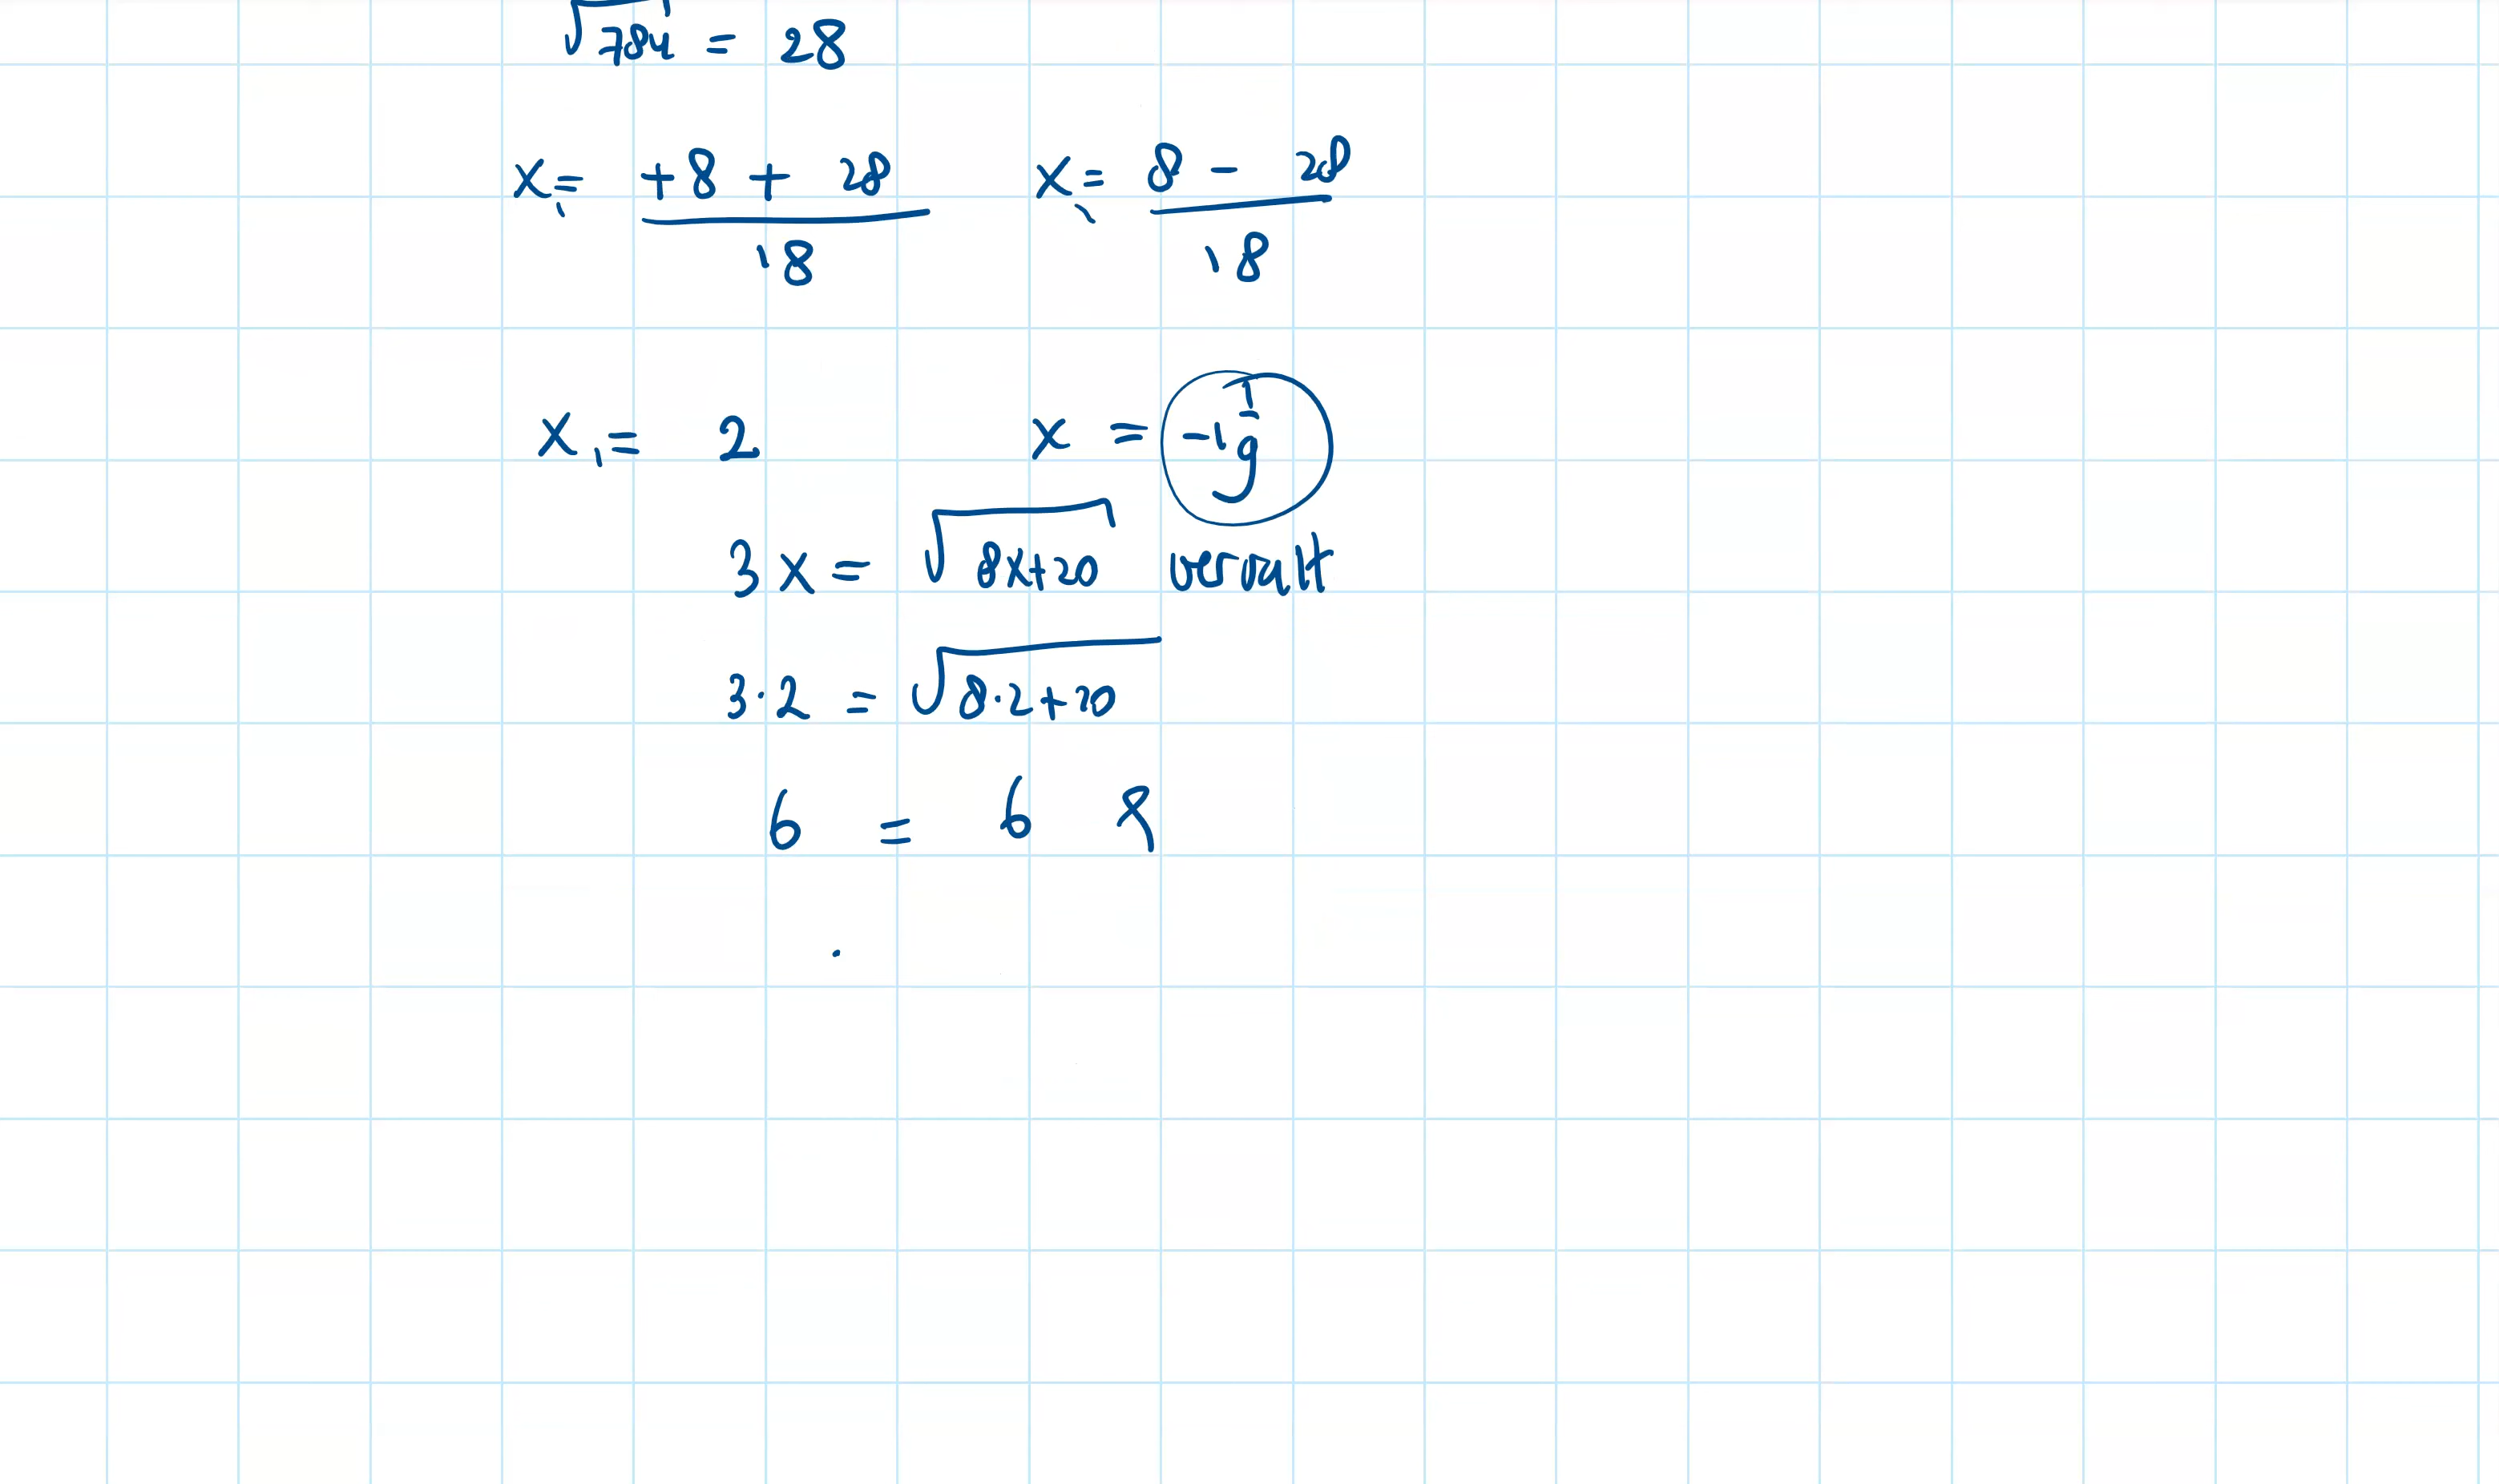 √784 = 28
x₁ = (+8 + 28)/18   x₂ = (8 - 28)/18
x₁ = 2   x = -1 1/9
3x = √(8x+20)
3·2 = √(8·2+20)
6 = 6